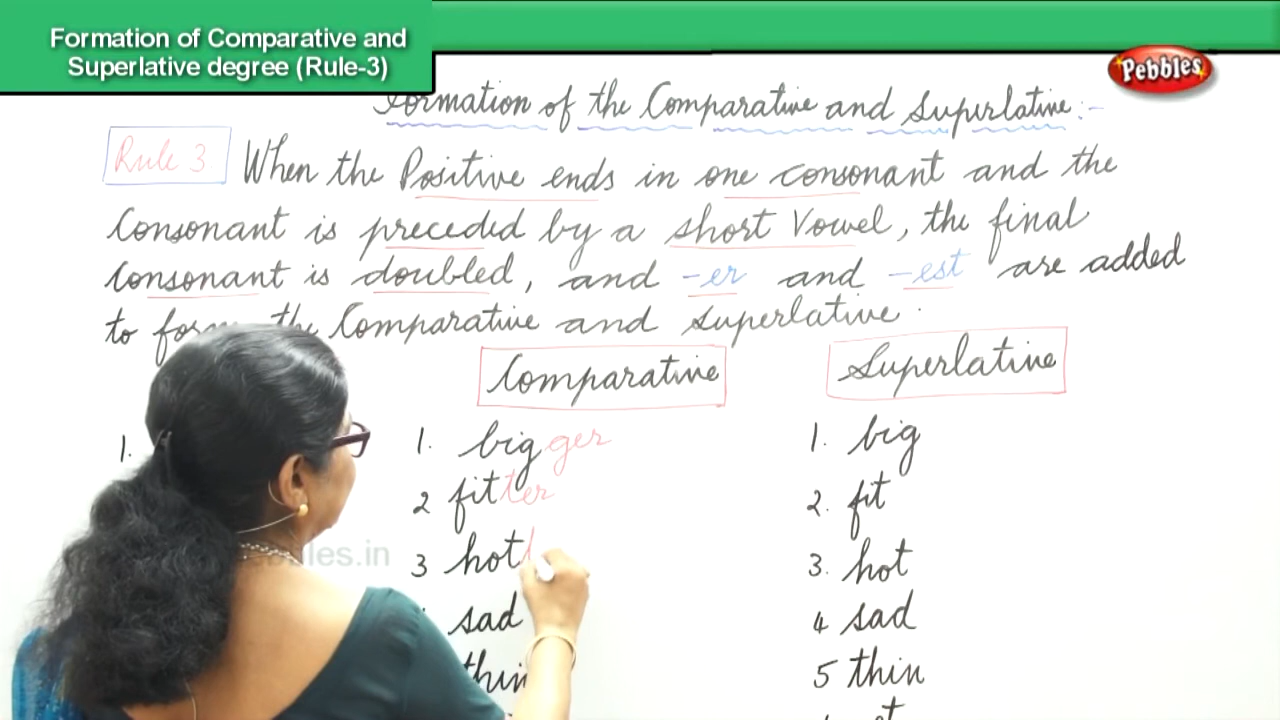 Formation of Comparative and
Superlative degree (Rule-3)
Pebbles
Formation of the Comparative and Superlative:-
Rule 3. When the Positive ends in one consonant and the
Consonant is preceded by a short Vowel, the final
Consonant is doubled, and -er and -est are added
to form the Comparative and Superlative.
Comparative Superlative
1. 1. bigger 1. big
2 fitter 2. fit
3 hott 3. hot
sad 4 sad
thin 5 thin